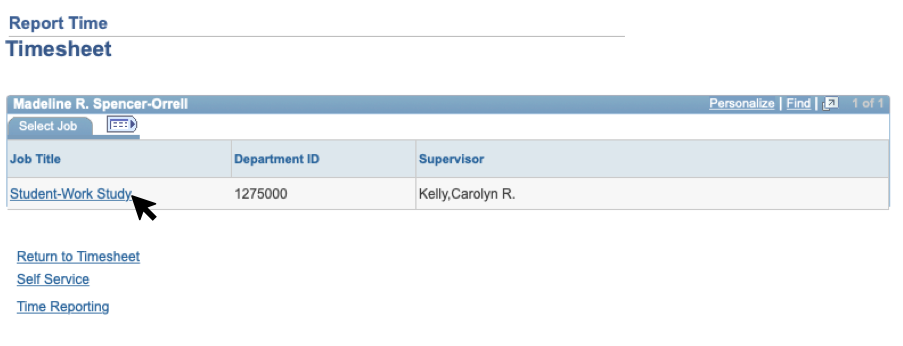 Report Time
Timesheet
Madeline R. Spencer-Orrell Personalize | Find | 1 of 1
Select Job
Job Title Department ID Supervisor
Student-Work Study 1275000 Kelly,Carolyn R.
Return to Timesheet
Self Service
Time Reporting